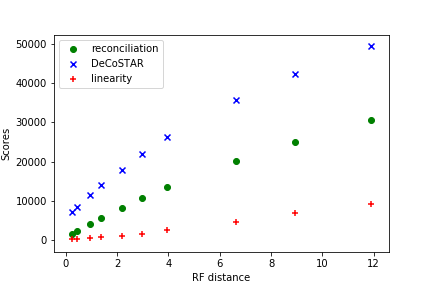 50000
40000
30000
20000
10000
0
Scores
reconciliation
DeCoSTAR
linearity
0 2 4 6 8 10 12
RF distance